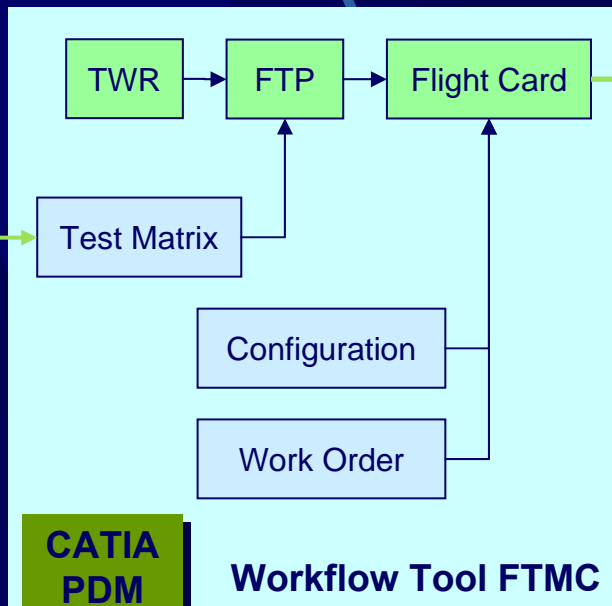 TWR
FTP
Flight Card
Test Matrix
Configuration
Work Order
CATIA
PDM
Workflow Tool FTMC